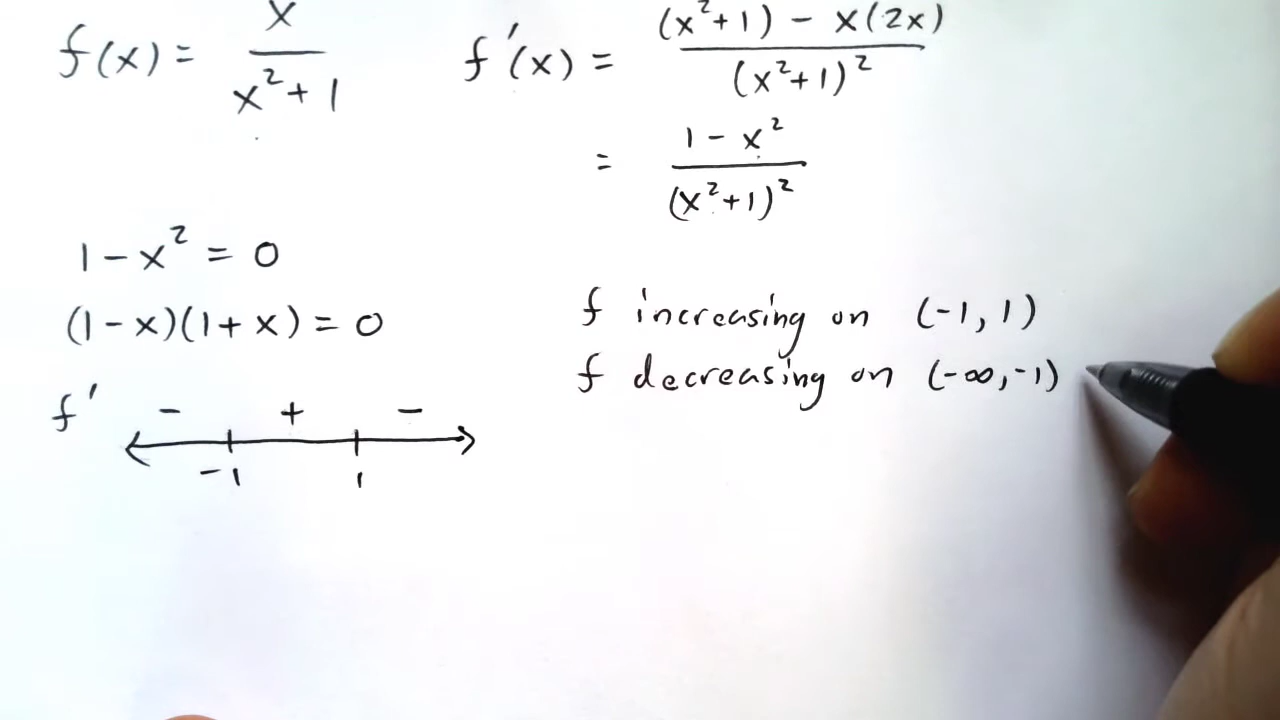 f(x) = x / (x² + 1)
f'(x) = ((x²+1) - x(2x)) / (x²+1)²
= (1 - x²) / (x²+1)²
1 - x² = 0
(1 - x)(1 + x) = 0
f increasing on (-1, 1)
f decreasing on (-∞, -1)
f' - + -
-1 1